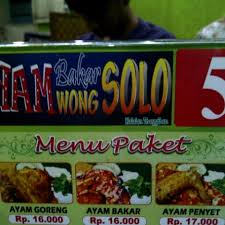 HAM Bakar
WONG SOLO
5
Menu Paket
AYAM GORENG AYAM BAKAR AYAM PENYET
Rp. 16.000 Rp. 16.000 Rp. 17.000